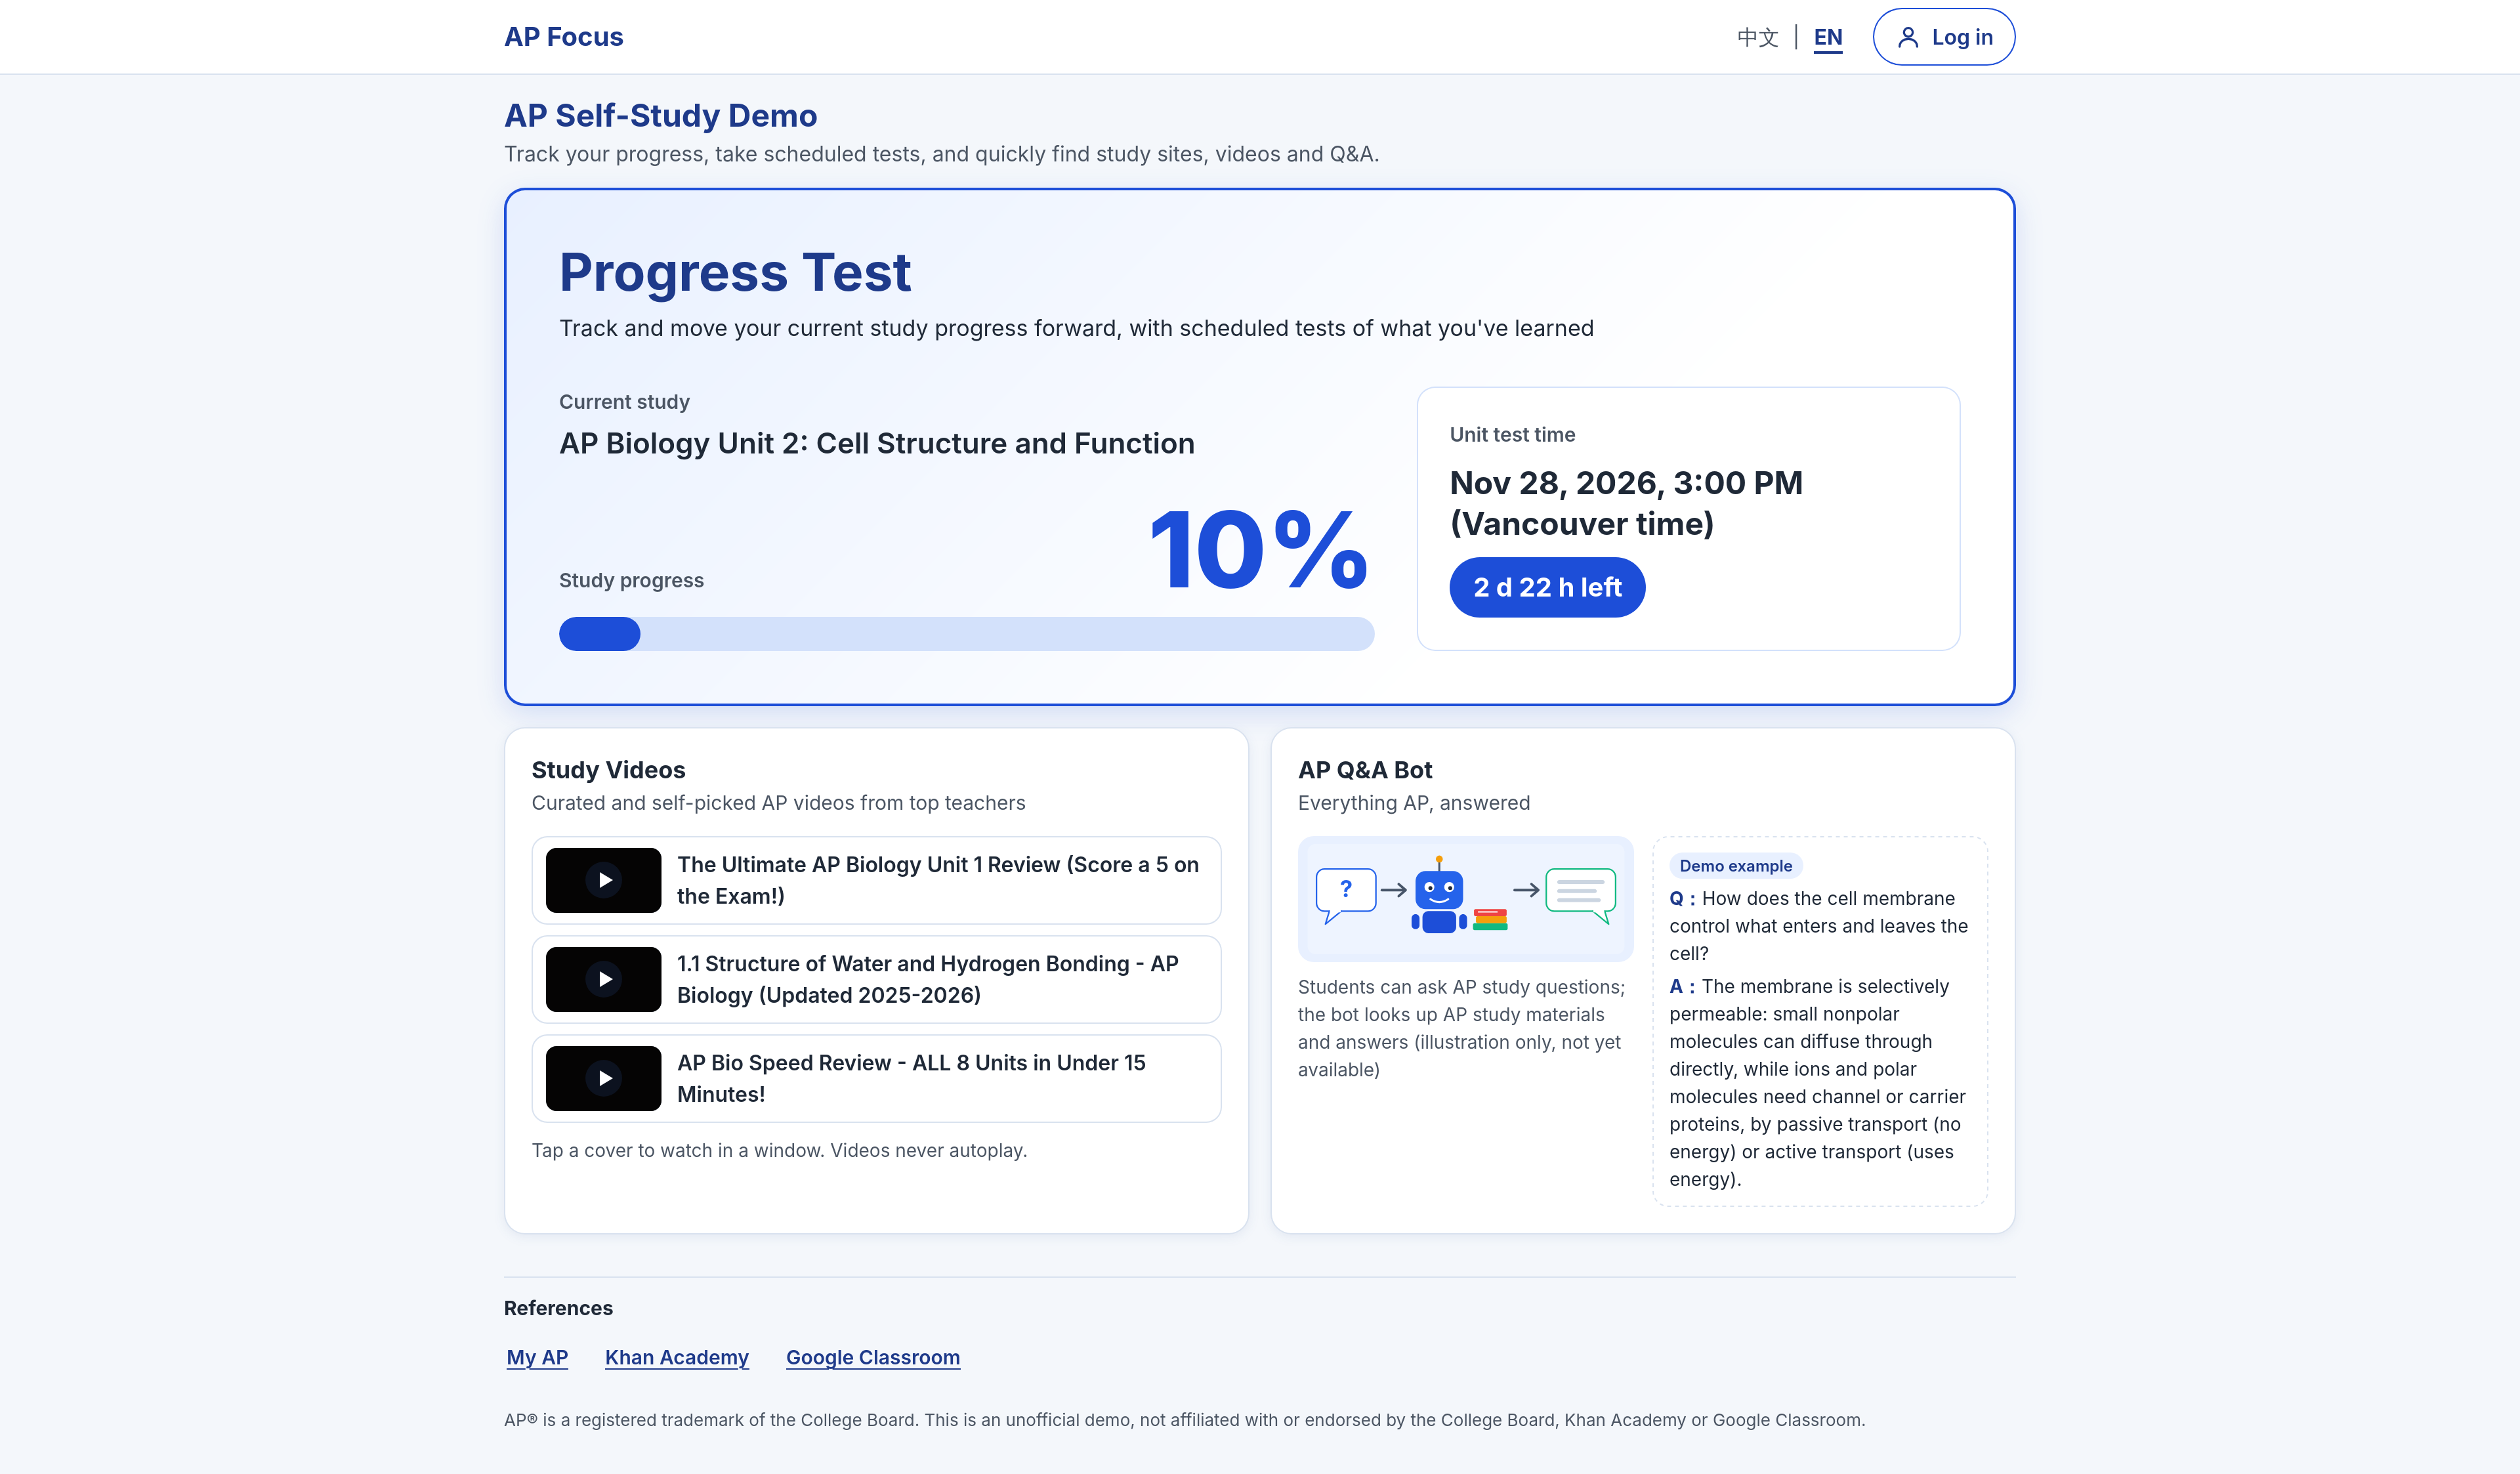 AP Focus
中文 | EN
Log in
AP Self-Study Demo
Track your progress, take scheduled tests, and quickly find study sites, videos and Q&A.
Progress Test
Track and move your current study progress forward, with scheduled tests of what you've learned
Current study
AP Biology Unit 2: Cell Structure and Function
Study progress
10%
Unit test time
Nov 28, 2026, 3:00 PM
(Vancouver time)
2 d 22 h left
Study Videos
Curated and self-picked AP videos from top teachers
The Ultimate AP Biology Unit 1 Review (Score a 5 on
the Exam!)
1.1 Structure of Water and Hydrogen Bonding - AP
Biology (Updated 2025-2026)
AP Bio Speed Review - ALL 8 Units in Under 15
Minutes!
Tap a cover to watch in a window. Videos never autoplay.
AP Q&A Bot
Everything AP, answered
?
Students can ask AP study questions;
the bot looks up AP study materials
and answers (illustration only, not yet
available)
Demo example
Q：How does the cell membrane
control what enters and leaves the
cell?
A：The membrane is selectively
permeable: small nonpolar
molecules can diffuse through
directly, while ions and polar
molecules need channel or carrier
proteins, by passive transport (no
energy) or active transport (uses
energy).
References
My AP
Khan Academy
Google Classroom
AP® is a registered trademark of the College Board. This is an unofficial demo, not affiliated with or endorsed by the College Board, Khan Academy or Google Classroom.